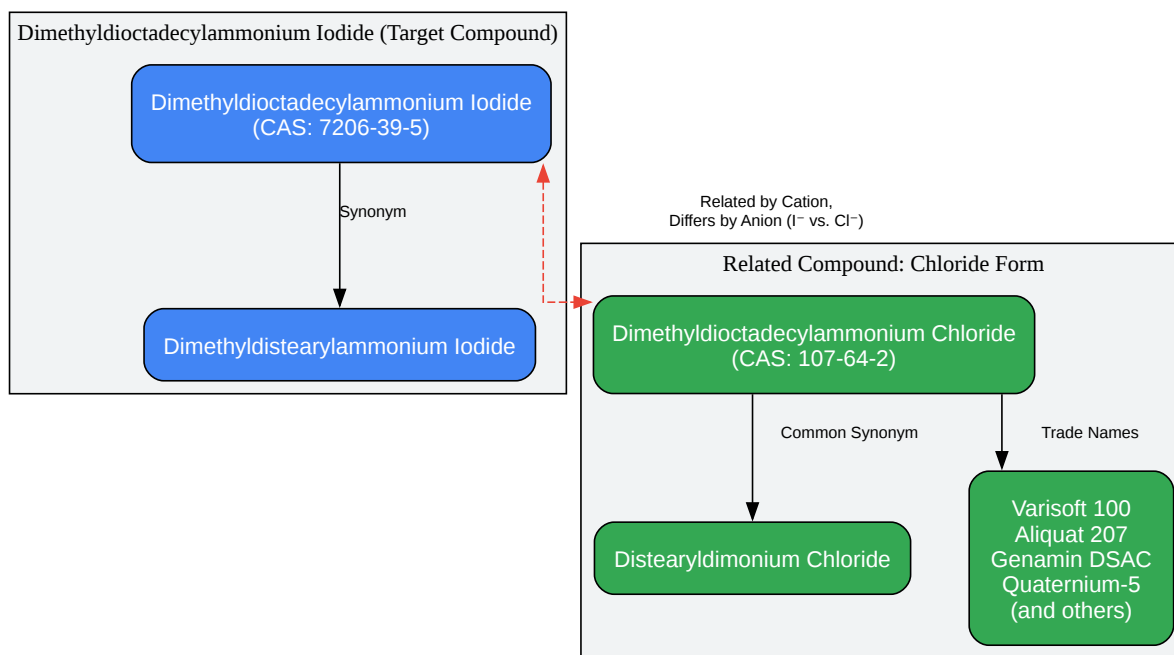 Dimethyldioctadecylammonium Iodide (Target Compound)
Dimethyldioctadecylammonium Iodide
(CAS: 7206-39-5)
Synonym
Dimethyldistearylammonium Iodide
Related by Cation,
Differs by Anion (I⁻ vs. Cl⁻)
Related Compound: Chloride Form
Dimethyldioctadecylammonium Chloride
(CAS: 107-64-2)
Common Synonym
Trade Names
Distearyldimonium Chloride
Varisoft 100
Aliquat 207
Genamin DSAC
Quaternium-5
(and others)